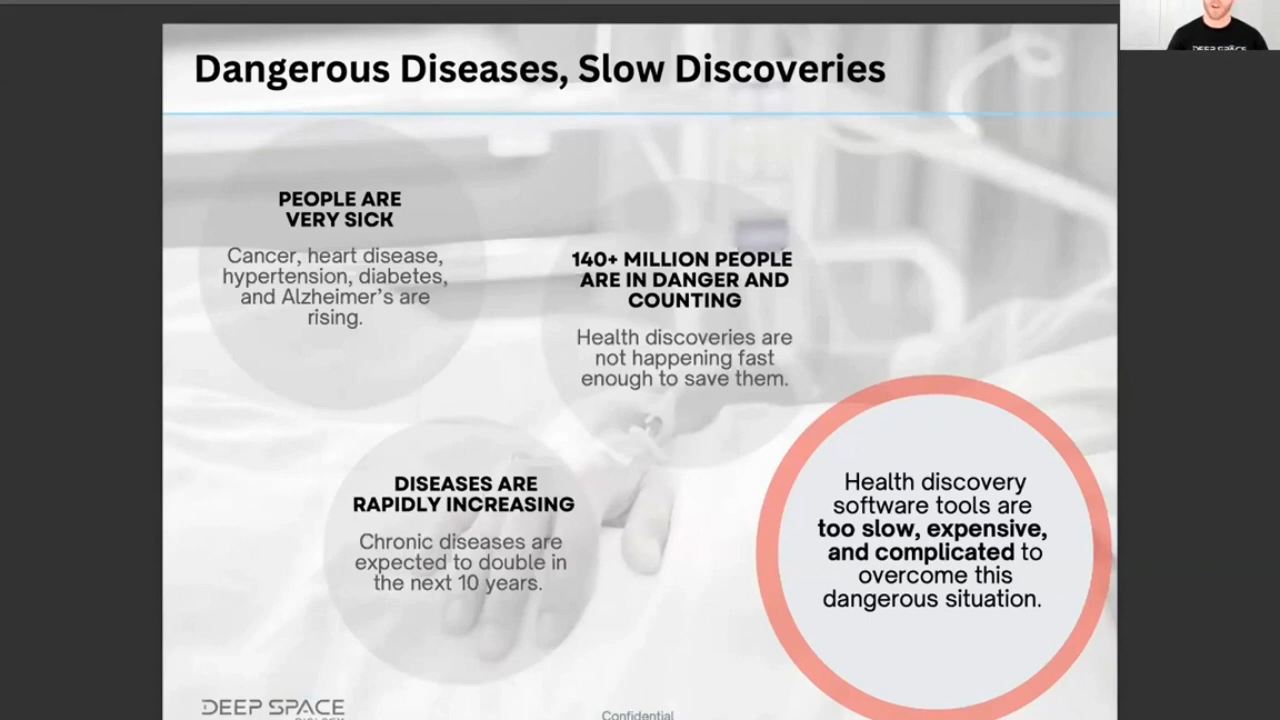 Dangerous Diseases, Slow Discoveries
PEOPLE ARE
VERY SICK
Cancer, heart disease,
hypertension, diabetes,
and Alzheimer's are
rising.
140+ MILLION PEOPLE
ARE IN DANGER AND
COUNTING
Health discoveries are
not happening fast
enough to save them.
DISEASES ARE
RAPIDLY INCREASING
Chronic diseases are
expected to double in
the next 10 years.
Health discovery
software tools are
too slow, expensive,
and complicated to
overcome this
dangerous situation.
DEEP SPACE
Confidential
DEEP SPACE